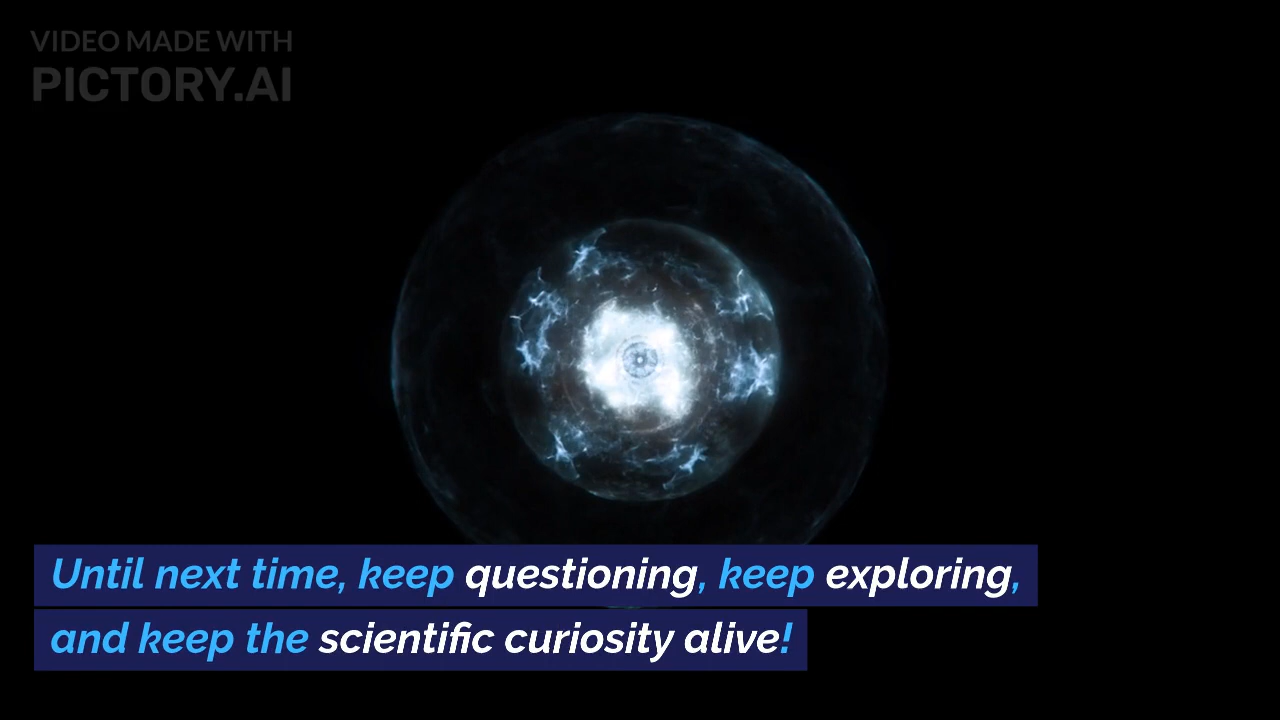 VIDEO MADE WITH
PICTORY.AI
Until next time, keep questioning, keep exploring,
and keep the scientific curiosity alive!